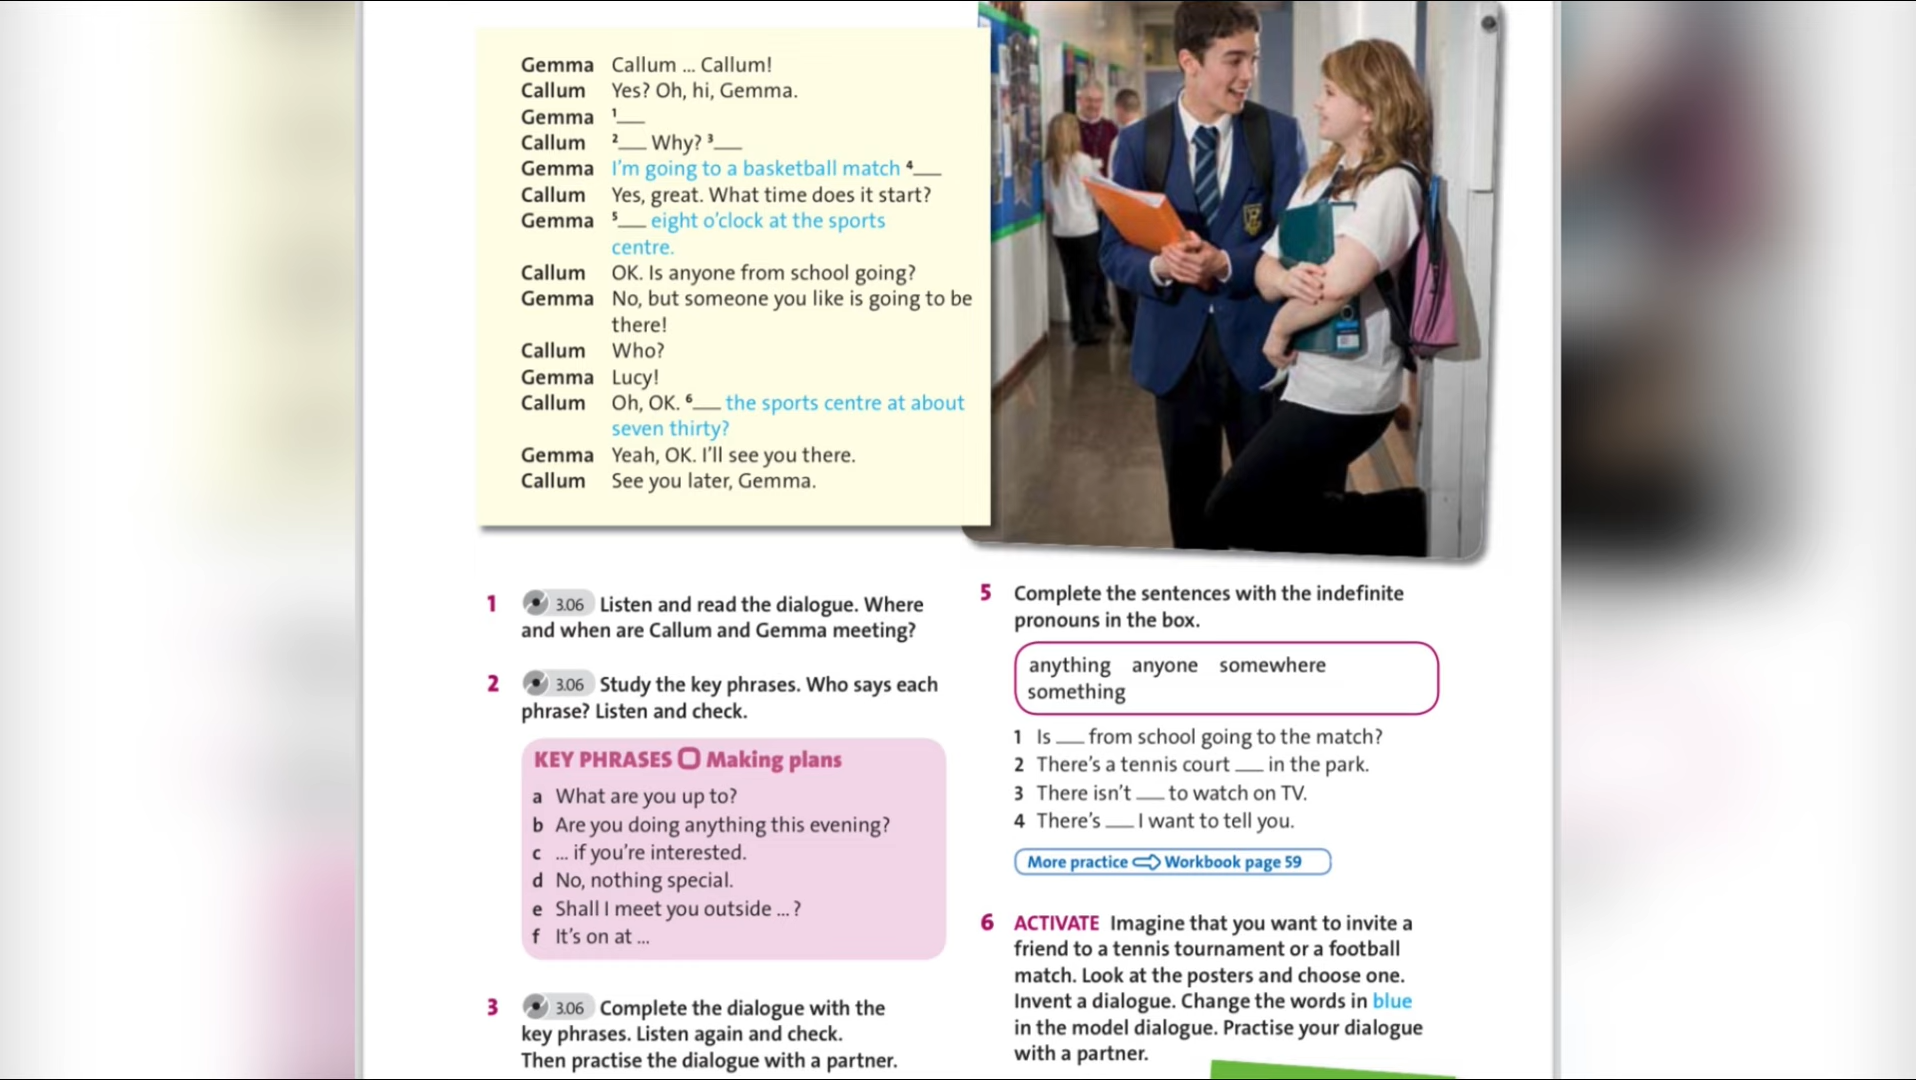 Gemma Callum ... Callum!
Callum Yes? Oh, hi, Gemma.
Gemma ¹___
Callum ²___ Why? ³___
Gemma I'm going to a basketball match ⁴___
Callum Yes, great. What time does it start?
Gemma ⁵___ eight o'clock at the sports
centre.
Callum OK. Is anyone from school going?
Gemma No, but someone you like is going to be
there!
Callum Who?
Gemma Lucy!
Callum Oh, OK. ⁶___ the sports centre at about
seven thirty?
Gemma Yeah, OK. I'll see you there.
Callum See you later, Gemma.
1 3.06 Listen and read the dialogue. Where
and when are Callum and Gemma meeting?
2 3.06 Study the key phrases. Who says each
phrase? Listen and check.
KEY PHRASES Making plans
a What are you up to?
b Are you doing anything this evening?
c ... if you're interested.
d No, nothing special.
e Shall I meet you outside ... ?
f It's on at ...
3 3.06 Complete the dialogue with the
key phrases. Listen again and check.
Then practise the dialogue with a partner.
5 Complete the sentences with the indefinite
pronouns in the box.
anything anyone somewhere
something
1 Is ___ from school going to the match?
2 There's a tennis court ___ in the park.
3 There isn't ___ to watch on TV.
4 There's ___ I want to tell you.
More practice Workbook page 59
6 ACTIVATE Imagine that you want to invite a
friend to a tennis tournament or a football
match. Look at the posters and choose one.
Invent a dialogue. Change the words in blue
in the model dialogue. Practise your dialogue
with a partner.